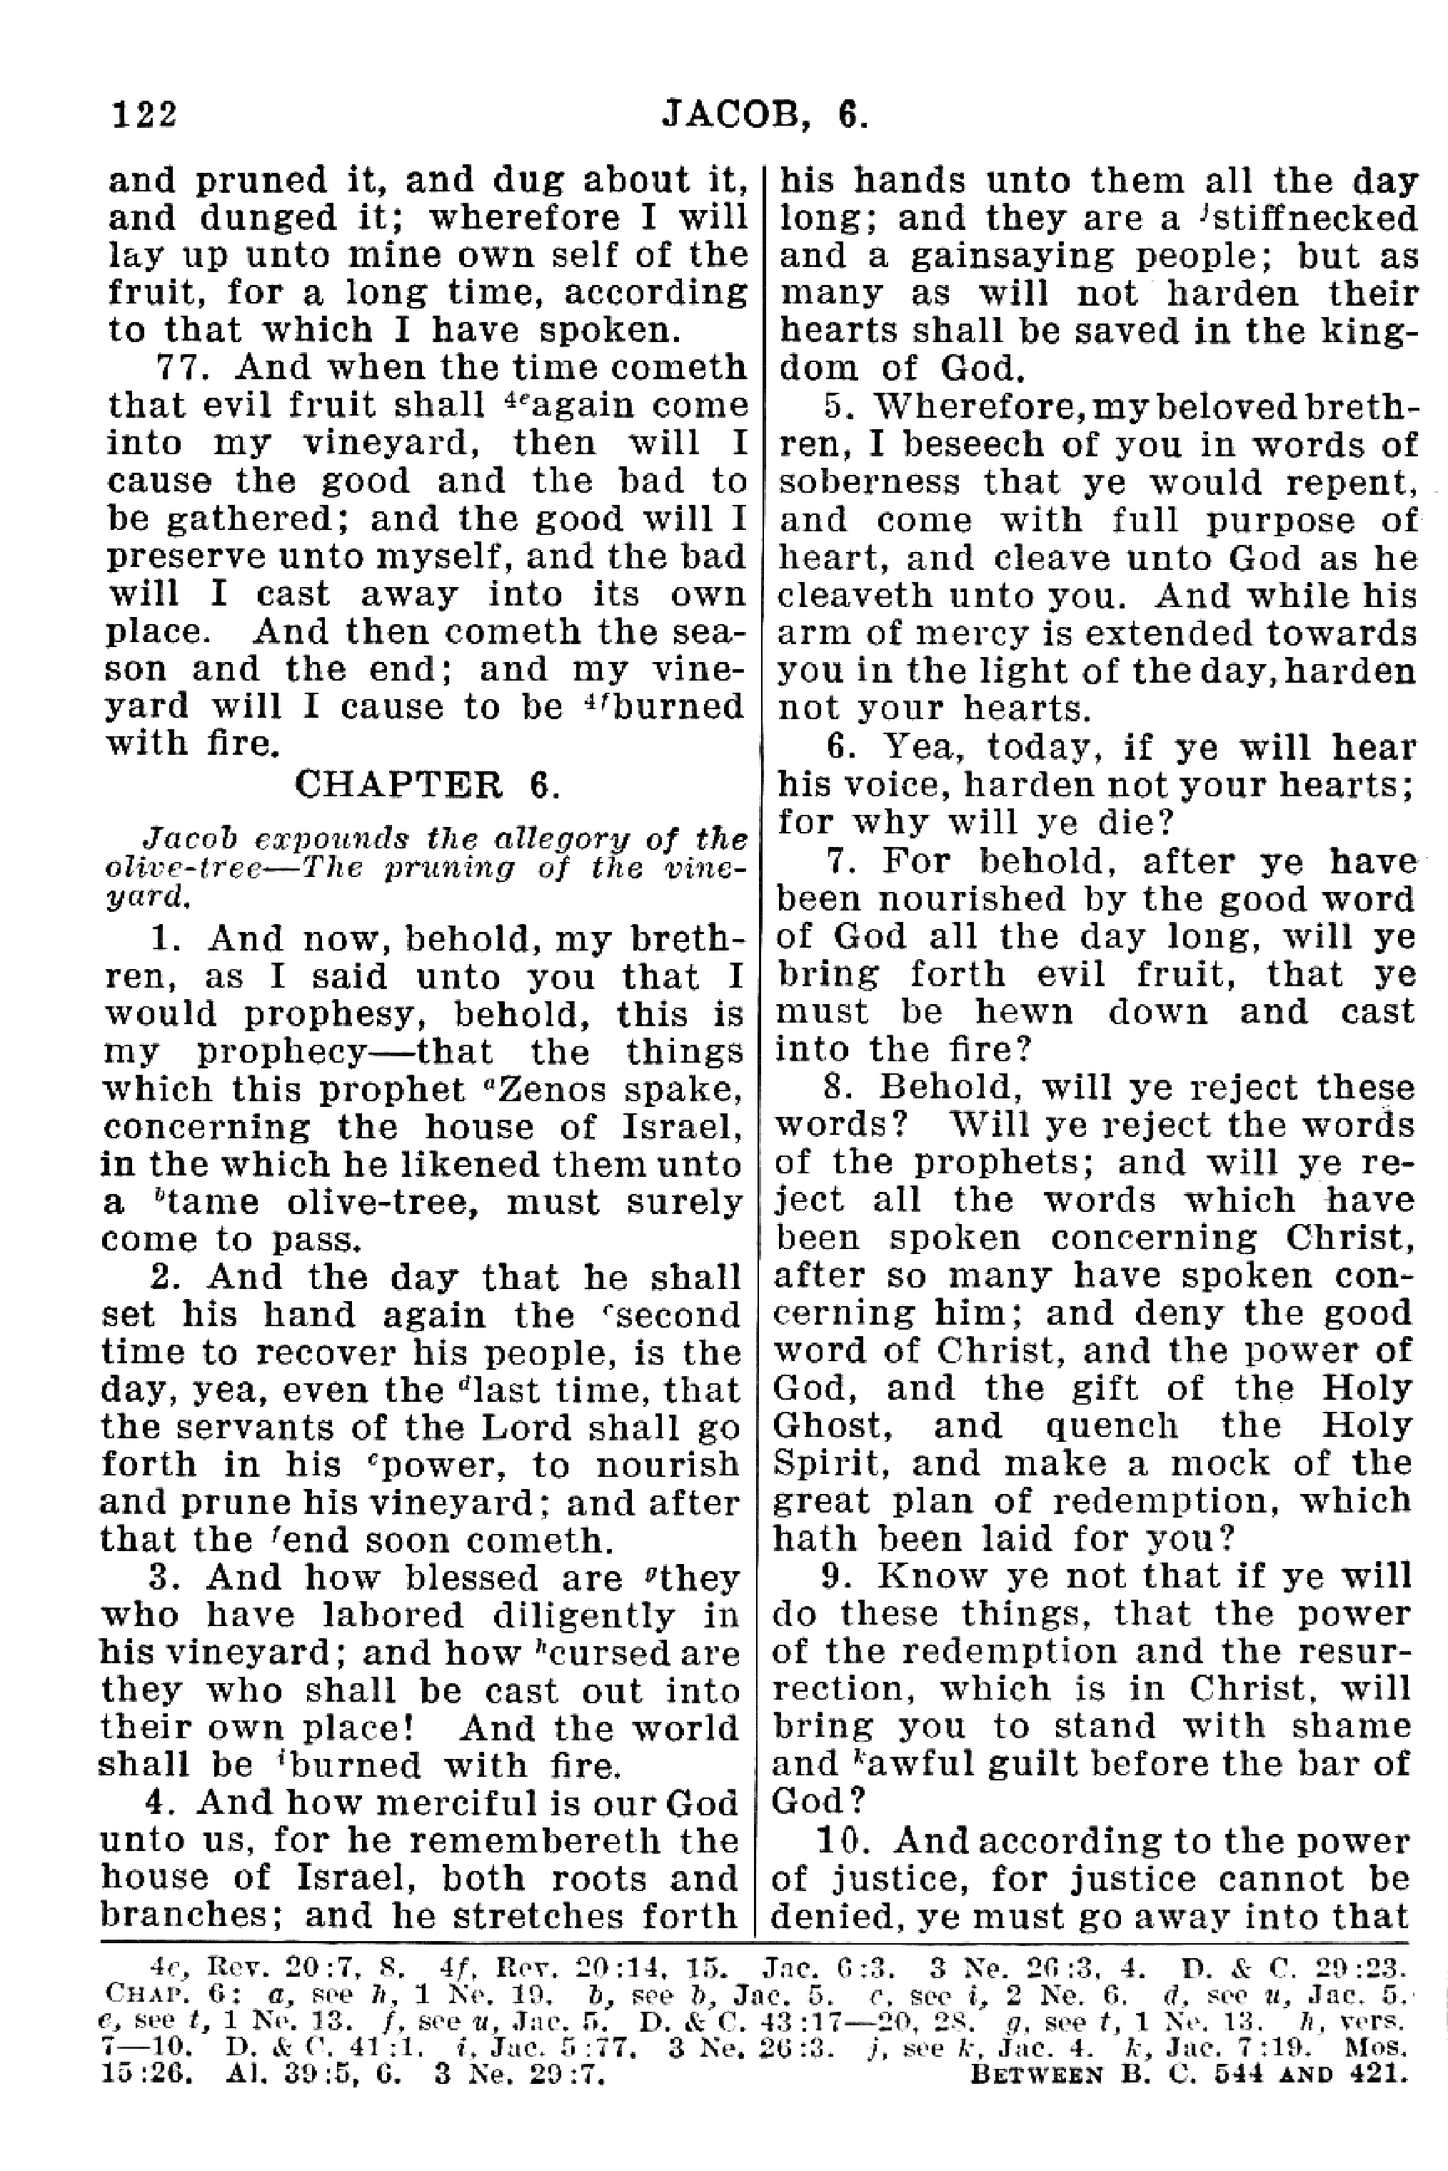 122 JACOB, 6.
and pruned it, and dug about it,
and dunged it; wherefore I will
lay up unto mine own self of the
fruit, for a long time, according
to that which I have spoken.
77. And when the time cometh
that evil fruit shall 4eagain come
into my vineyard, then will I
cause the good and the bad to
be gathered; and the good will I
preserve unto myself, and the bad
will I cast away into its own
place. And then cometh the sea-
son and the end; and my vine-
yard will I cause to be 4fburned
with fire.
CHAPTER 6.
Jacob expounds the allegory of the
olive-tree—The pruning of the vine-
yard.
1. And now, behold, my breth-
ren, as I said unto you that I
would prophesy, behold, this is
my prophecy—that the things
which this prophet aZenos spake,
concerning the house of Israel,
in the which he likened them unto
a btame olive-tree, must surely
come to pass.
2. And the day that he shall
set his hand again the csecond
time to recover his people, is the
day, yea, even the dlast time, that
the servants of the Lord shall go
forth in his epower, to nourish
and prune his vineyard; and after
that the fend soon cometh.
3. And how blessed are gthey
who have labored diligently in
his vineyard; and how hcursed are
they who shall be cast out into
their own place! And the world
shall be iburned with fire.
4. And how merciful is our God
unto us, for he remembereth the
house of Israel, both roots and
branches; and he stretches forth
his hands unto them all the day
long; and they are a jstiffnecked
and a gainsaying people; but as
many as will not harden their
hearts shall be saved in the king-
dom of God.
5. Wherefore, my beloved breth-
ren, I beseech of you in words of
soberness that ye would repent,
and come with full purpose of
heart, and cleave unto God as he
cleaveth unto you. And while his
arm of mercy is extended towards
you in the light of the day, harden
not your hearts.
6. Yea, today, if ye will hear
his voice, harden not your hearts;
for why will ye die?
7. For behold, after ye have
been nourished by the good word
of God all the day long, will ye
bring forth evil fruit, that ye
must be hewn down and cast
into the fire?
8. Behold, will ye reject these
words? Will ye reject the words
of the prophets; and will ye re-
ject all the words which have
been spoken concerning Christ,
after so many have spoken con-
cerning him; and deny the good
word of Christ, and the power of
God, and the gift of the Holy
Ghost, and quench the Holy
Spirit, and make a mock of the
great plan of redemption, which
hath been laid for you?
9. Know ye not that if ye will
do these things, that the power
of the redemption and the resur-
rection, which is in Christ, will
bring you to stand with shame
and kawful guilt before the bar of
God?
10. And according to the power
of justice, for justice cannot be
denied, ye must go away into that
4e, Rev. 20:7, 8. 4f, Rev. 20:14, 15. Jac. 6:3. 3 Ne. 26:3, 4. D. & C. 29:23.
CHAP. 6: a, see h, 1 Ne. 19. b, see b, Jac. 5. c, see i, 2 Ne. 6. d, see u, Jac. 5.
e, see t, 1 Ne. 13. f, see u, Jac. 5. D. & C. 43:17—20, 28. g, see t, 1 Ne. 13. h, vers.
7—10. D. & C. 41:1. i, Jac. 5:77. 3 Ne. 26:3. j, see k, Jac. 4. k, Jac. 7:19. Mos.
15:26. Al. 39:5, 6. 3 Ne. 29:7. BETWEEN B. C. 544 AND 421.